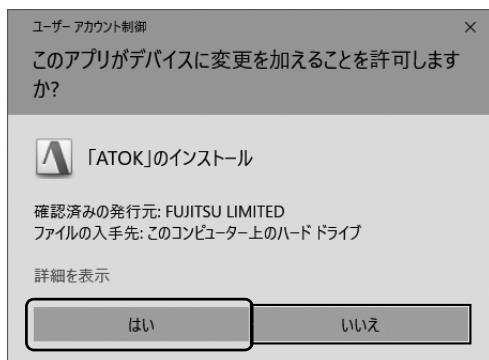 ユーザー アカウント制御
×
このアプリがデバイスに変更を加えることを許可します
か?
「ATOK」のインストール
確認済みの発行元: FUJITSU LIMITED
ファイルの入手先: このコンピューター上のハード ドライブ
詳細を表示
はい
いいえ